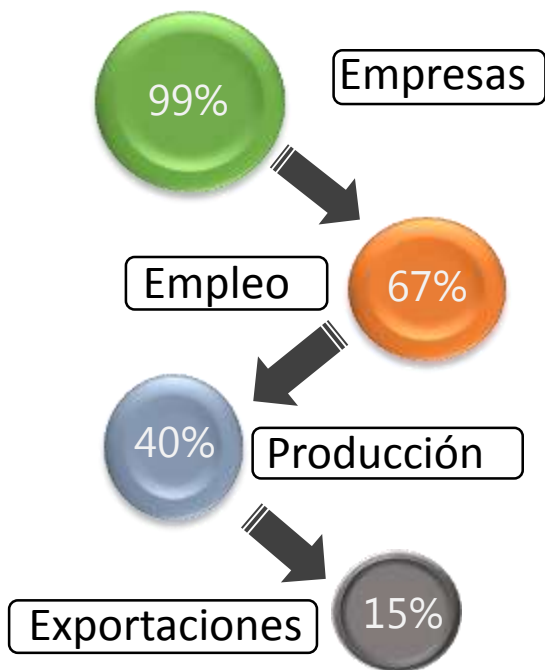 99%
Empresas
Empleo
67%
40%
Producción
Exportaciones
15%